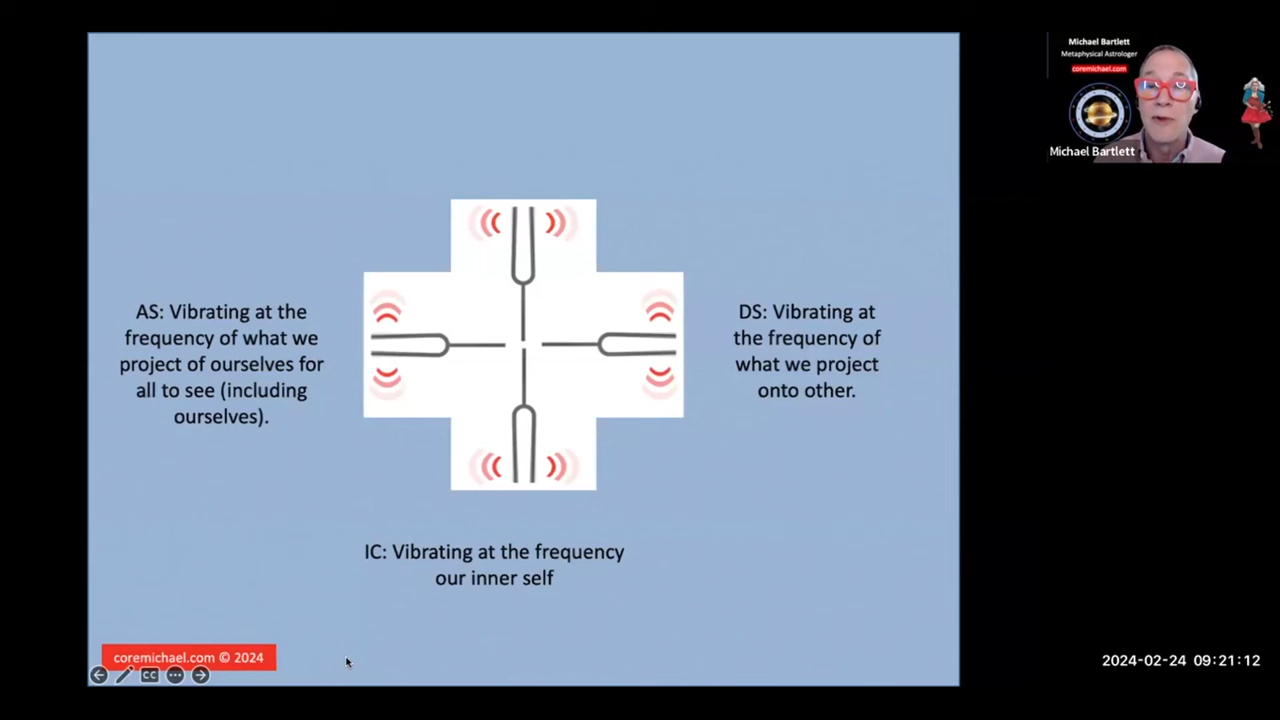 Michael Bartlett
Metaphysical Astrologer
coremichael.com
Michael Bartlett
AS: Vibrating at the
frequency of what we
project of ourselves for
all to see (including
ourselves).
DS: Vibrating at
the frequency of
what we project
onto other.
IC: Vibrating at the frequency
our inner self
coremichael.com © 2024
CC
2024-02-24 09:21:12